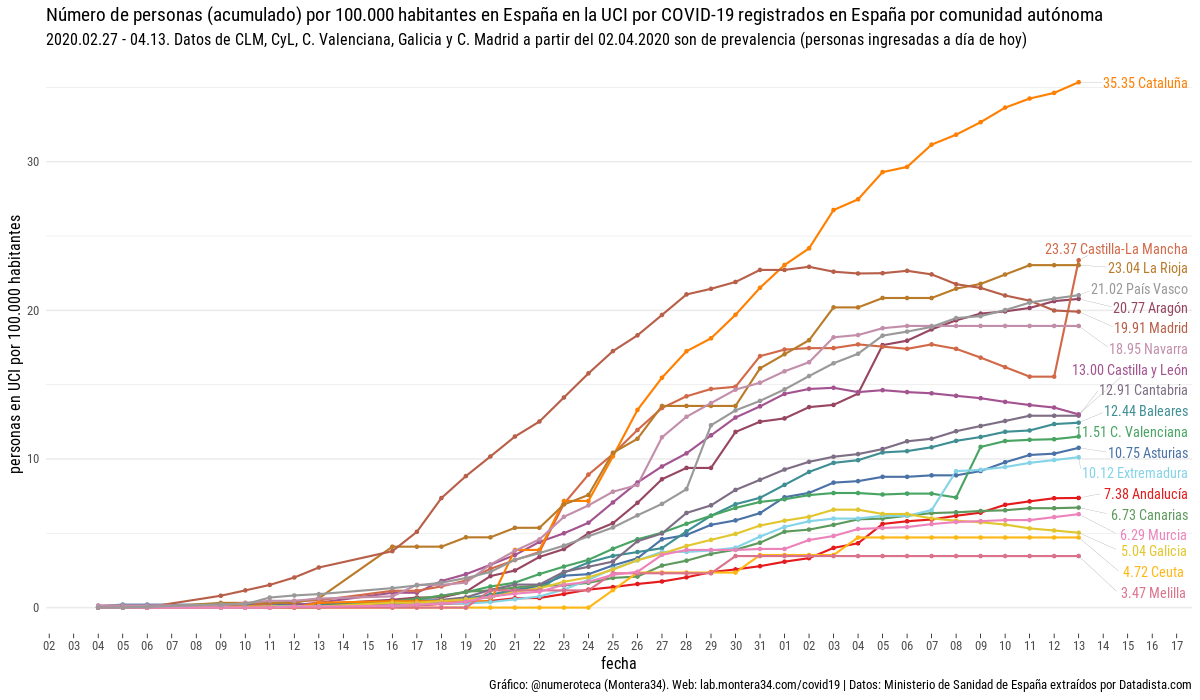 Número de personas (acumulado) por 100.000 habitantes en España en la UCI por COVID-19 registrados en España por comunidad autónoma
2020.02.27 - 04.13. Datos de CLM, CyL, C. Valenciana, Galicia y C. Madrid a partir del 02.04.2020 son de prevalencia (personas ingresadas a día de hoy)
personas en UCI por 100.000 habitantes
30
20
10
0
35.35 Cataluña
23.37 Castilla-La Mancha
23.04 La Rioja
21.02 País Vasco
20.77 Aragón
19.91 Madrid
18.95 Navarra
13.00 Castilla y León
12.91 Cantabria
12.44 Baleares
11.51 C. Valenciana
10.75 Asturias
10.12 Extremadura
7.38 Andalucía
6.73 Canarias
6.29 Murcia
5.04 Galicia
4.72 Ceuta
3.47 Melilla
02 03 04 05 06 07 08 09 10 11 12 13 14 15 16 17 18 19 20 21 22 23 24 25 26 27 28 29 30 31 01 02 03 04 05 06 07 08 09 10 11 12 13 14 15 16 17
fecha
Gráfico: @numeroteca (Montera34). Web: lab.montera34.com/covid19 | Datos: Ministerio de Sanidad de España extraídos por Datadista.com